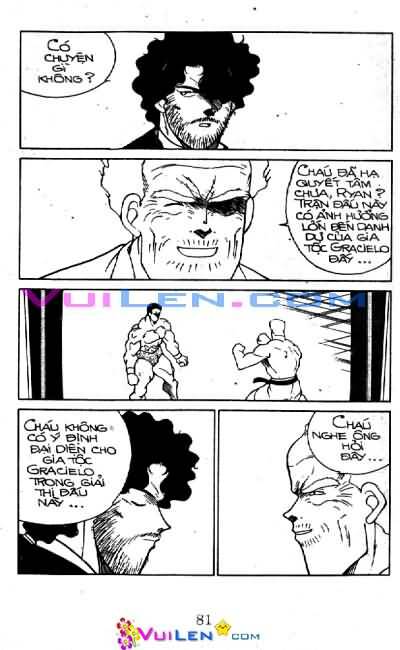 CÓ
CHUYỆN
GÌ
KHÔNG?
CHÁU ĐÃ HẠ
QUYẾT TÂM
CHƯA, RYAN?
TRẬN ĐẤU NÀY
CÓ ẢNH HƯỞNG
LỚN ĐẾN DANH
DỰ CỦA GIA
TỘC GRACIELO
ĐẤY...
VUILEN.COM
CHÁU KHÔNG
CÓ Ý ĐỊNH
ĐẠI DIỆN CHO
GIA TỘC
GRACIELO
TRONG GIẢI
THI ĐẤU
NÀY...
CHÁU
NGHE ÔNG
HỎI
ĐÂY...
81
VUILEN.COM